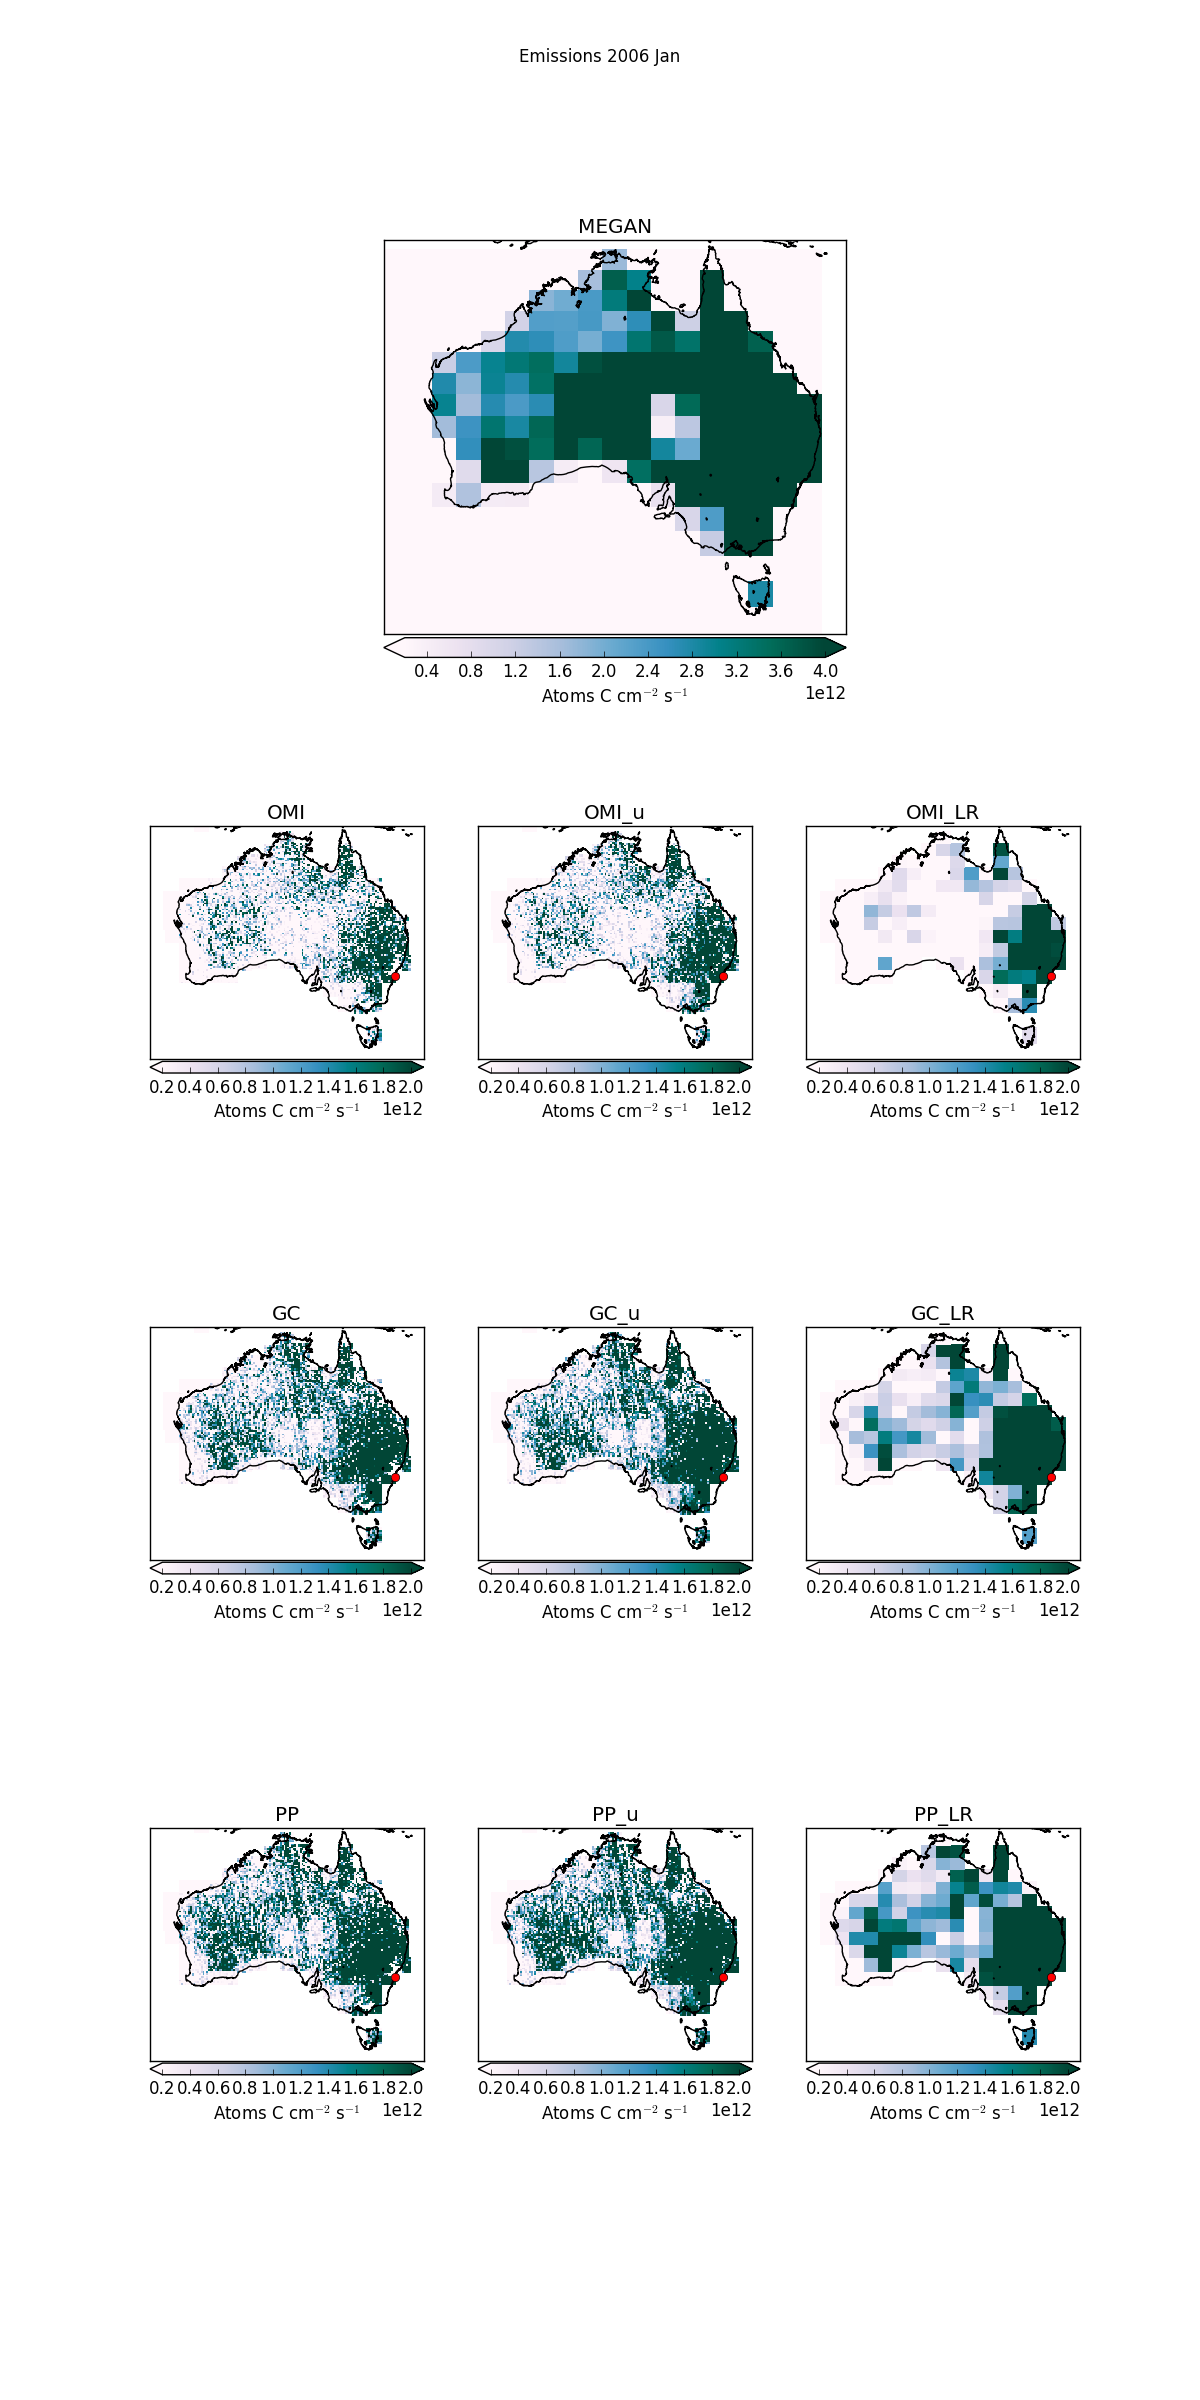 Emissions 2006 Jan
MEGAN
0.4 0.8 1.2 1.6 2.0 2.4 2.8 3.2 3.6 4.0
Atoms C cm⁻² s⁻¹ 1e12
OMI OMI_u OMI_LR
0.2 0.4 0.6 0.8 1.0 1.2 1.4 1.6 1.8 2.0 0.2 0.4 0.6 0.8 1.0 1.2 1.4 1.6 1.8 2.0 0.2 0.4 0.6 0.8 1.0 1.2 1.4 1.6 1.8 2.0
Atoms C cm⁻² s⁻¹ 1e12 Atoms C cm⁻² s⁻¹ 1e12 Atoms C cm⁻² s⁻¹ 1e12
GC GC_u GC_LR
0.2 0.4 0.6 0.8 1.0 1.2 1.4 1.6 1.8 2.0 0.2 0.4 0.6 0.8 1.0 1.2 1.4 1.6 1.8 2.0 0.2 0.4 0.6 0.8 1.0 1.2 1.4 1.6 1.8 2.0
Atoms C cm⁻² s⁻¹ 1e12 Atoms C cm⁻² s⁻¹ 1e12 Atoms C cm⁻² s⁻¹ 1e12
PP PP_u PP_LR
0.2 0.4 0.6 0.8 1.0 1.2 1.4 1.6 1.8 2.0 0.2 0.4 0.6 0.8 1.0 1.2 1.4 1.6 1.8 2.0 0.2 0.4 0.6 0.8 1.0 1.2 1.4 1.6 1.8 2.0
Atoms C cm⁻² s⁻¹ 1e12 Atoms C cm⁻² s⁻¹ 1e12 Atoms C cm⁻² s⁻¹ 1e12